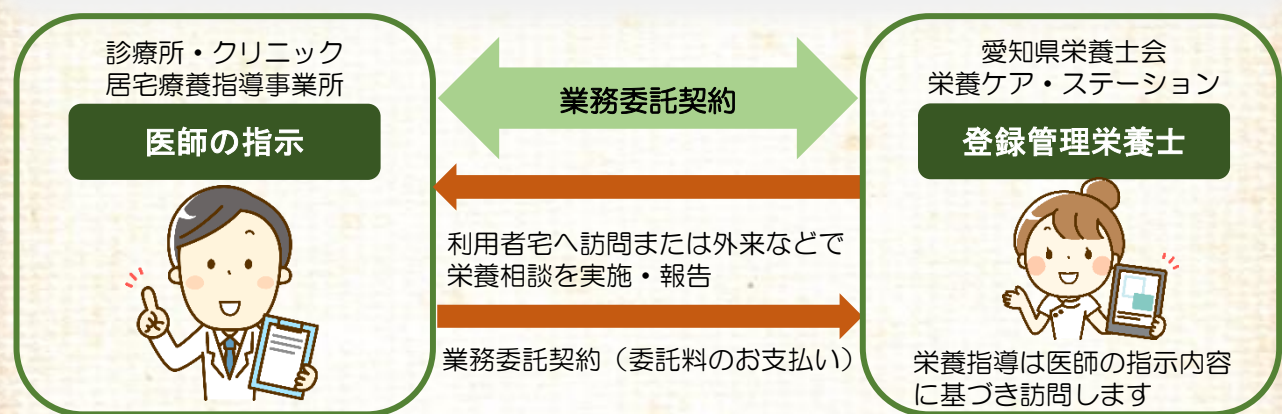 診療所・クリニック
居宅療養指導事業所
医師の指示
業務委託契約
利用者宅へ訪問または外来などで
栄養相談を実施・報告
業務委託契約（委託料のお支払い）
愛知県栄養士会
栄養ケア・ステーション
登録管理栄養士
栄養指導は医師の指示内容
に基づき訪問します